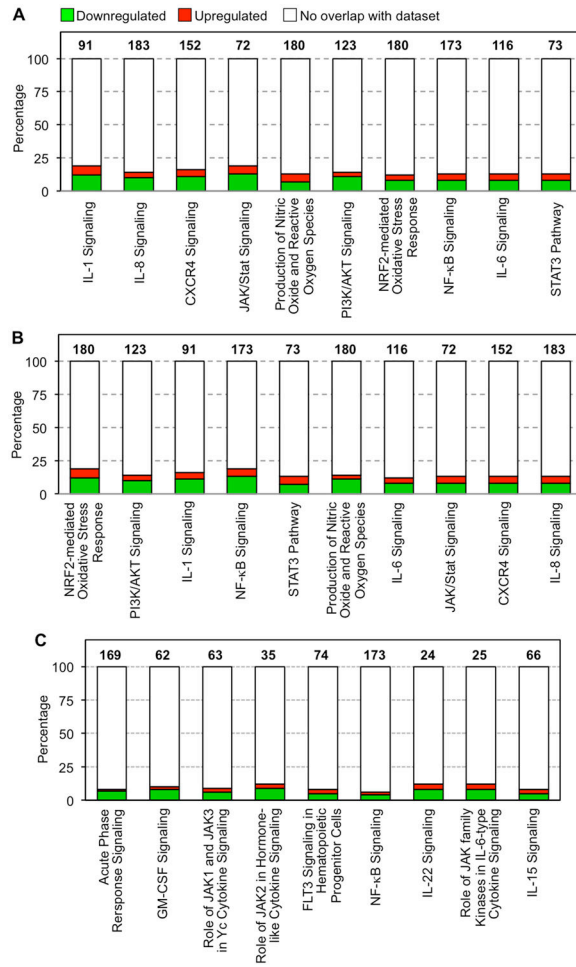 Downregulated Upregulated No overlap with dataset
A
91 183 152 72 180 123 180 173 116 73
100
75
50
25
0
Percentage
IL-1 Signaling
IL-8 Signaling
CXCR4 Signaling
JAK/Stat Signaling
Production of Nitric
Oxide and Reactive
Oxygen Species
PI3K/AKT Signaling
NRF2-mediated
Oxidative Stress
Response
NF-κB Signaling
IL-6 Signaling
STAT3 Pathway
B
180 123 91 173 73 180 116 72 152 183
100
75
50
25
0
Percentage
NRF2-mediated
Oxidative Stress
Response
PI3K/AKT Signaling
IL-1 Signaling
NF-κB Signaling
STAT3 Pathway
Production of Nitric
Oxide and Reactive
Oxygen Species
IL-6 Signaling
JAK/Stat Signaling
CXCR4 Signaling
IL-8 Signaling
C
169 62 63 35 74 173 24 25 66
100
75
50
25
0
Percentage
Acute Phase
Rersponse Signaling
GM-CSF Signaling
Role of JAK1 and JAK3
in Yc Cytokine Signaling
Role of JAK2 in Hormone-
like Cytokine Signaling
FLT3 Signaling in
Hematopoietic
Progenitor Cells
NF-κB Signaling
IL-22 Signaling
Role of JAK family
Kinases in IL-6-type
Cytokine Signaling
IL-15 Signaling